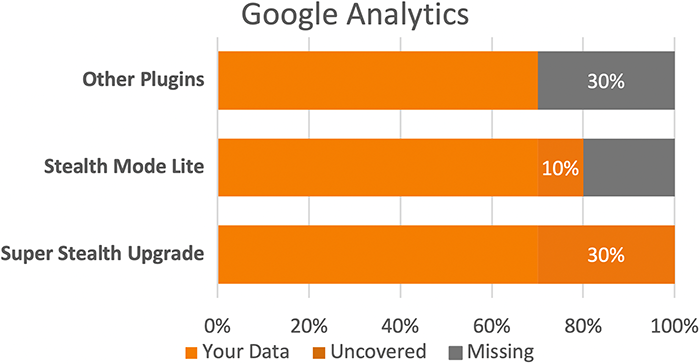 Google Analytics
Other Plugins
30%
Stealth Mode Lite
10%
Super Stealth Upgrade
30%
0% 20% 40% 60% 80% 100%
Your Data Uncovered Missing